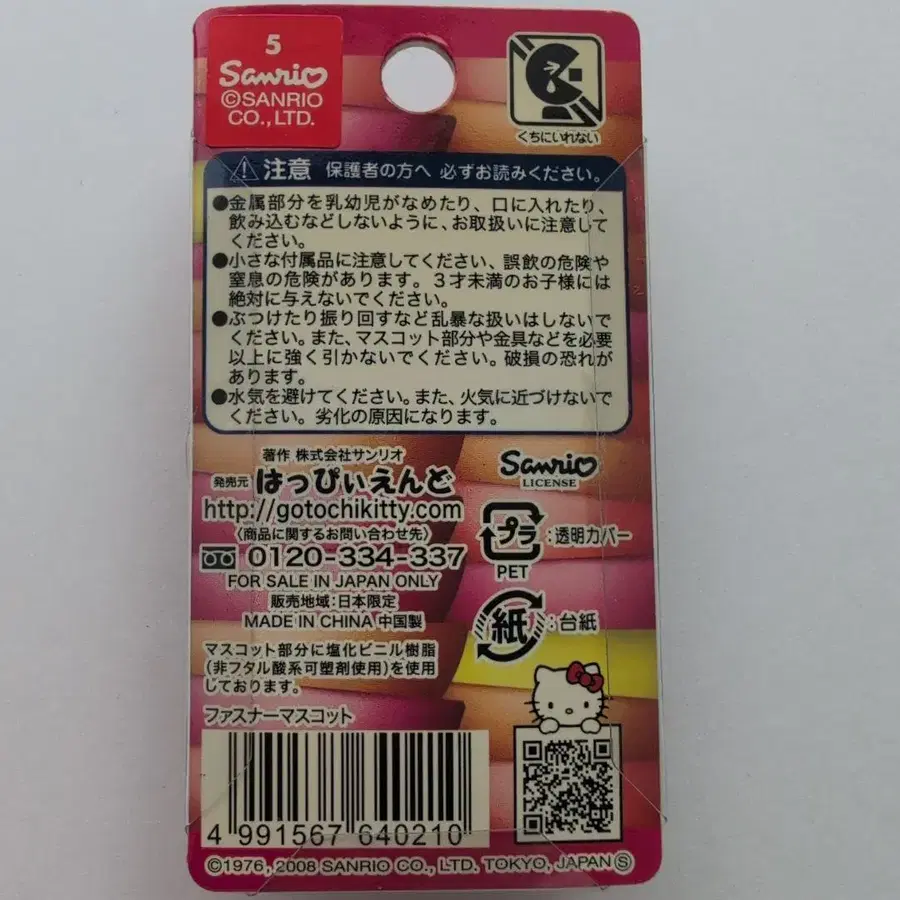 5
Sanrio
©SANRIO
CO.,LTD.
くちにいれない
注意 保護者の方へ 必ずお読みください。
●金属部分を乳幼児がなめたり、口に入れたり、
飲み込むなどしないように、お取扱いに注意して
ください。
●小さな付属品に注意してください、誤飲の危険や
窒息の危険があります。3才未満のお子様には
絶対に与えないでください。
●ぶつけたり振り回すなど乱暴な扱いはしないで
ください。また、マスコット部分や金具などを必要
以上に強く引かないでください。破損の恐れが
あります。
●水気を避けてください。また、火気に近づけないで
ください。劣化の原因になります。
著作 株式会社サンリオ
発売元 はっぴぃえんど
http://gotochikitty.com
〈商品に関するお問い合わせ先〉
0120-334-337
FOR SALE IN JAPAN ONLY
販売地域:日本限定
MADE IN CHINA 中国製
Sanrio
LICENSE
プラ :透明カバー
PET
紙 :台紙
マスコット部分に塩化ビニル樹脂
(非フタル酸系可塑剤使用)を使用
しております。
ファスナーマスコット
4 991567 640210
©1976, 2008 SANRIO CO., LTD. TOKYO, JAPAN Ⓢ